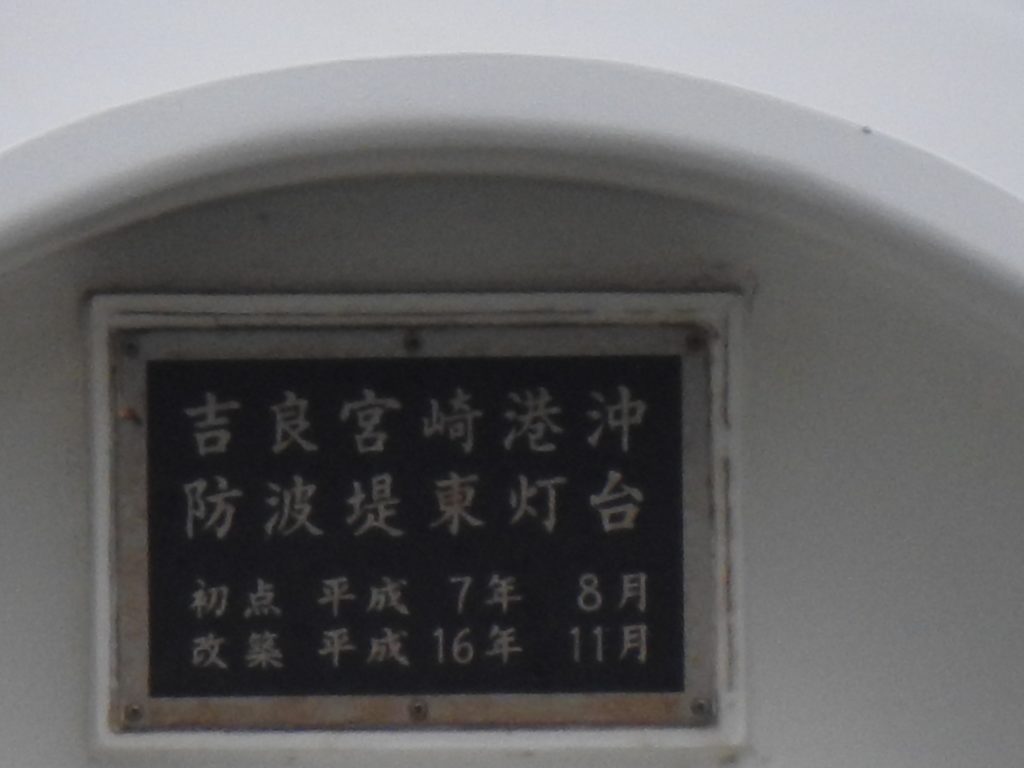 吉良宮崎港沖
防波堤東灯台
初点 平成 7年 8月
改築 平成16年 11月